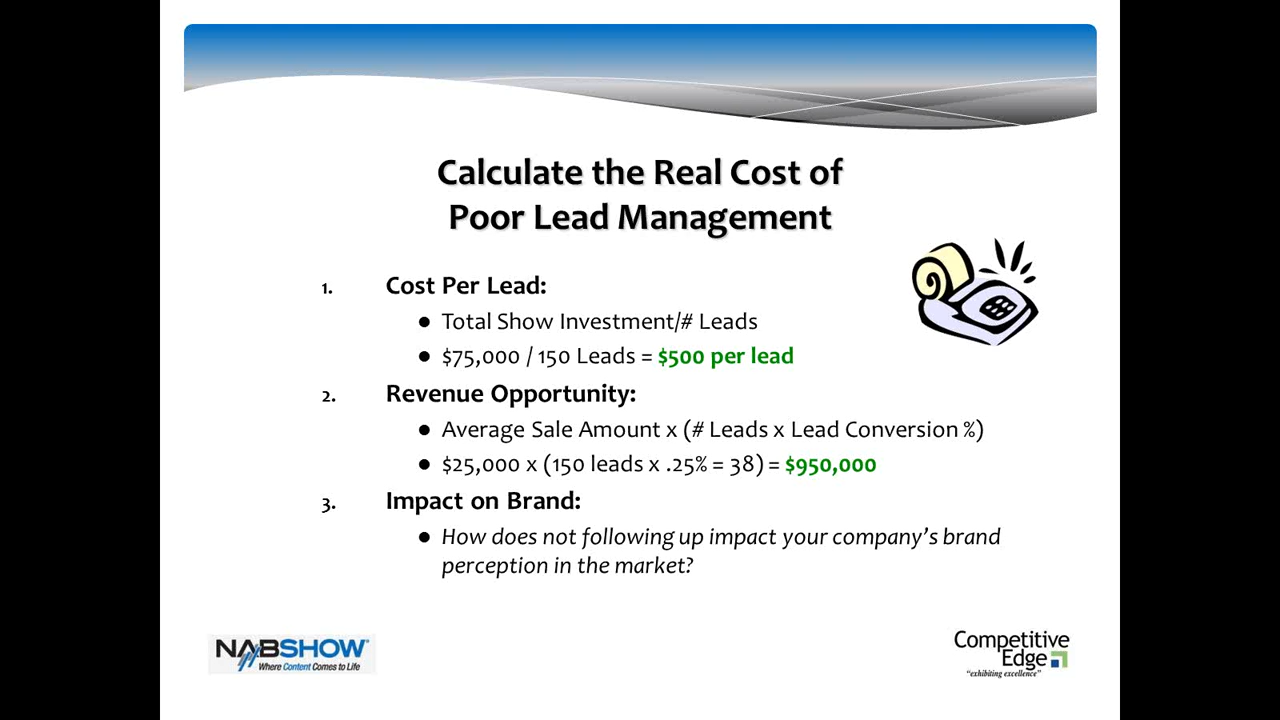 Calculate the Real Cost of
Poor Lead Management
1. Cost Per Lead:
● Total Show Investment/# Leads
● $75,000 / 150 Leads = $500 per lead
2. Revenue Opportunity:
● Average Sale Amount x (# Leads x Lead Conversion %)
● $25,000 x (150 leads x .25% = 38) = $950,000
3. Impact on Brand:
● How does not following up impact your company’s brand
perception in the market?
NABSHOW®
Where Content Comes to Life
Competitive
Edge
"exhibiting excellence"